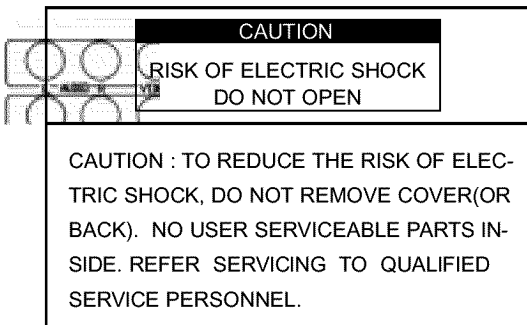 CAUTION
RISK OF ELECTRIC SHOCK
DO NOT OPEN
CAUTION : TO REDUCE THE RISK OF ELEC-
TRIC SHOCK, DO NOT REMOVE COVER(OR
BACK). NO USER SERVICEABLE PARTS IN-
SIDE. REFER SERVICING TO QUALIFIED
SERVICE PERSONNEL.